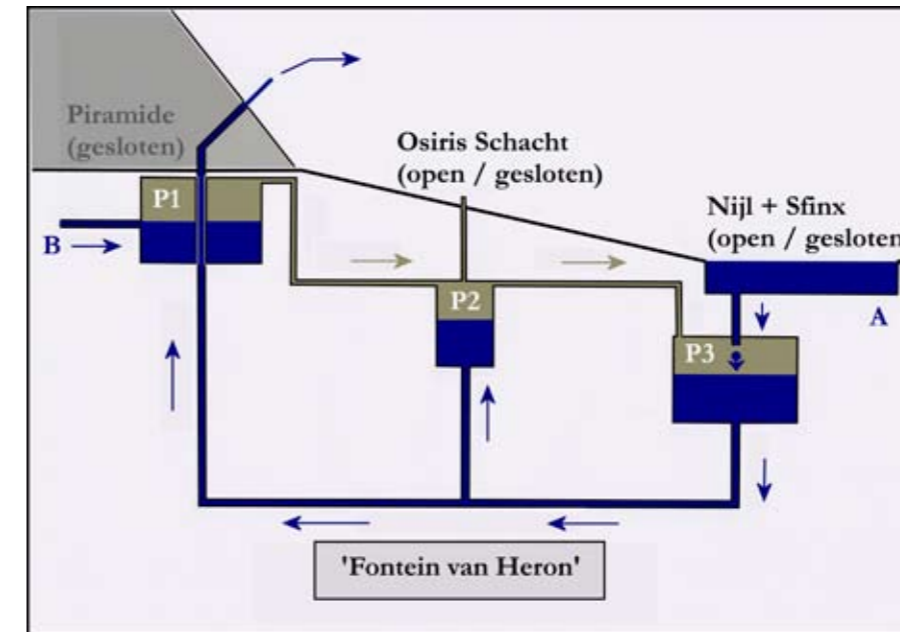 Piramide
(gesloten)
P1
B
Osiris Schacht
(open / gesloten)
P2
Nijl + Sfinx
(open / gesloten
A
P3
'Fontein van Heron'